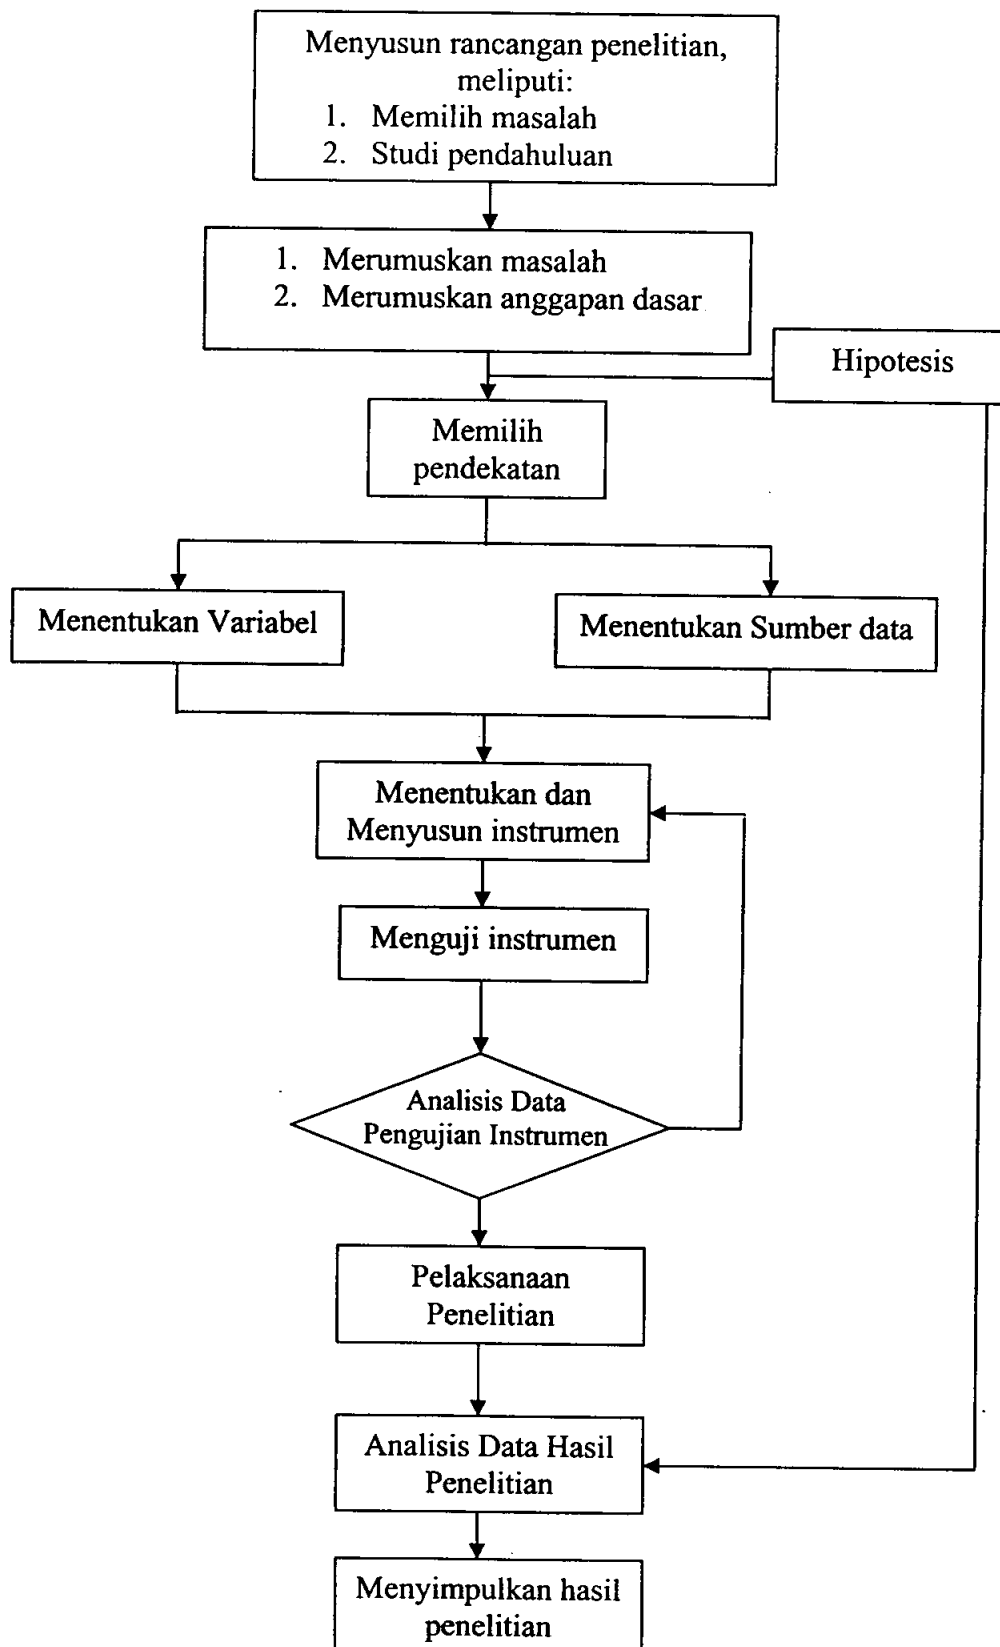 Menyusun rancangan penelitian,
meliputi:
1. Memilih masalah
2. Studi pendahuluan
1. Merumuskan masalah
2. Merumuskan anggapan dasar
Hipotesis
Memilih
pendekatan
Menentukan Variabel
Menentukan Sumber data
Menentukan dan
Menyusun instrumen
Menguji instrumen
Analisis Data
Pengujian Instrumen
Pelaksanaan
Penelitian
Analisis Data Hasil
Penelitian
Menyimpulkan hasil
penelitian